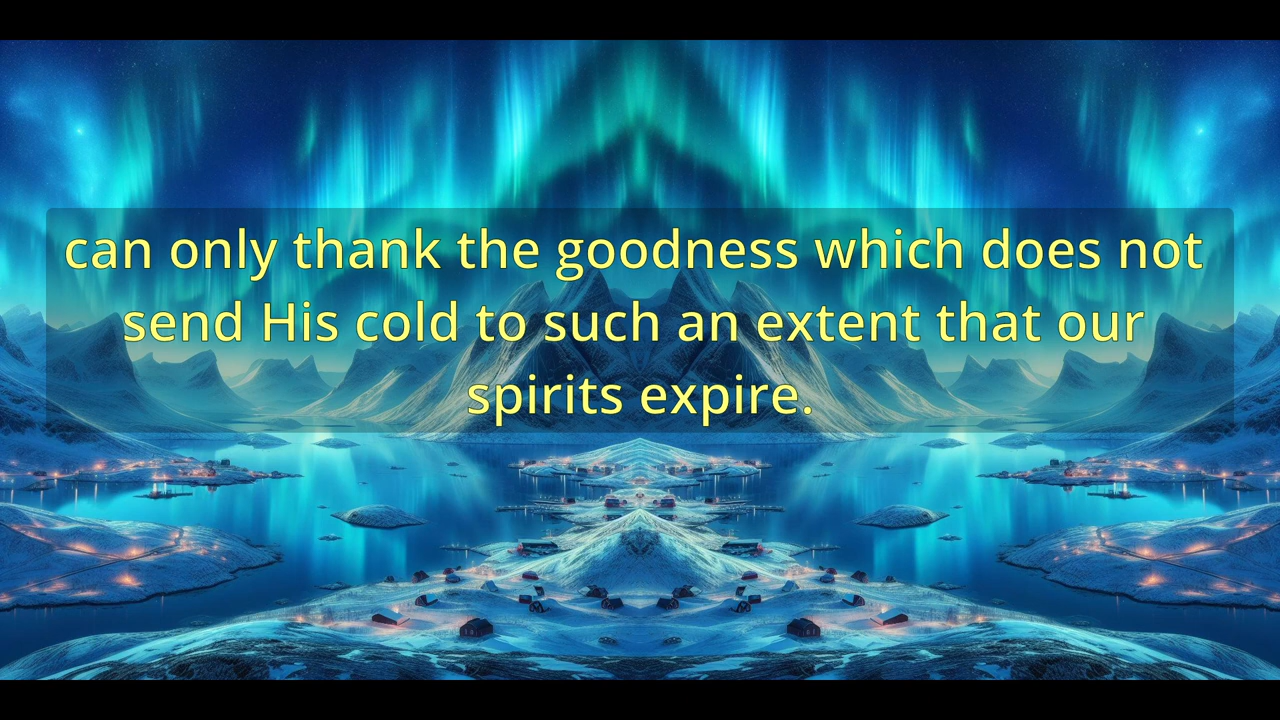 can only thank the goodness which does not
send His cold to such an extent that our
spirits expire.